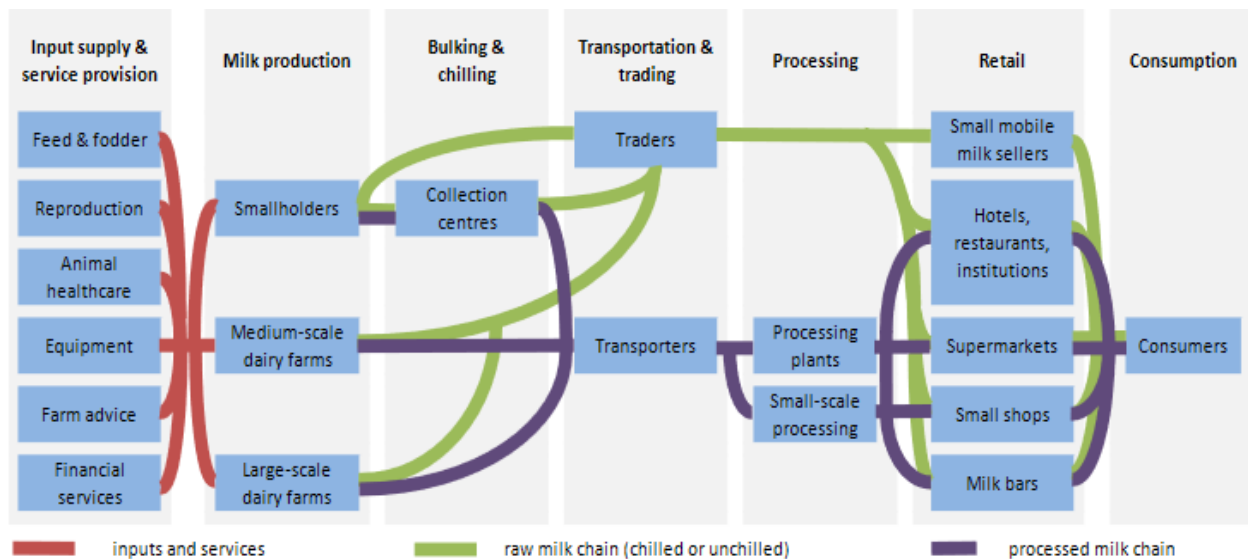 Input supply &
service provision
Milk production
Bulking &
chilling
Transportation &
trading
Processing
Retail
Consumption
Feed & fodder
Reproduction
Animal
healthcare
Equipment
Farm advice
Financial
services
Smallholders
Medium-scale
dairy farms
Large-scale
dairy farms
Collection
centres
Traders
Transporters
Processing
plants
Small-scale
processing
Small mobile
milk sellers
Hotels,
restaurants,
institutions
Supermarkets
Small shops
Milk bars
Consumers
inputs and services
raw milk chain (chilled or unchilled)
processed milk chain